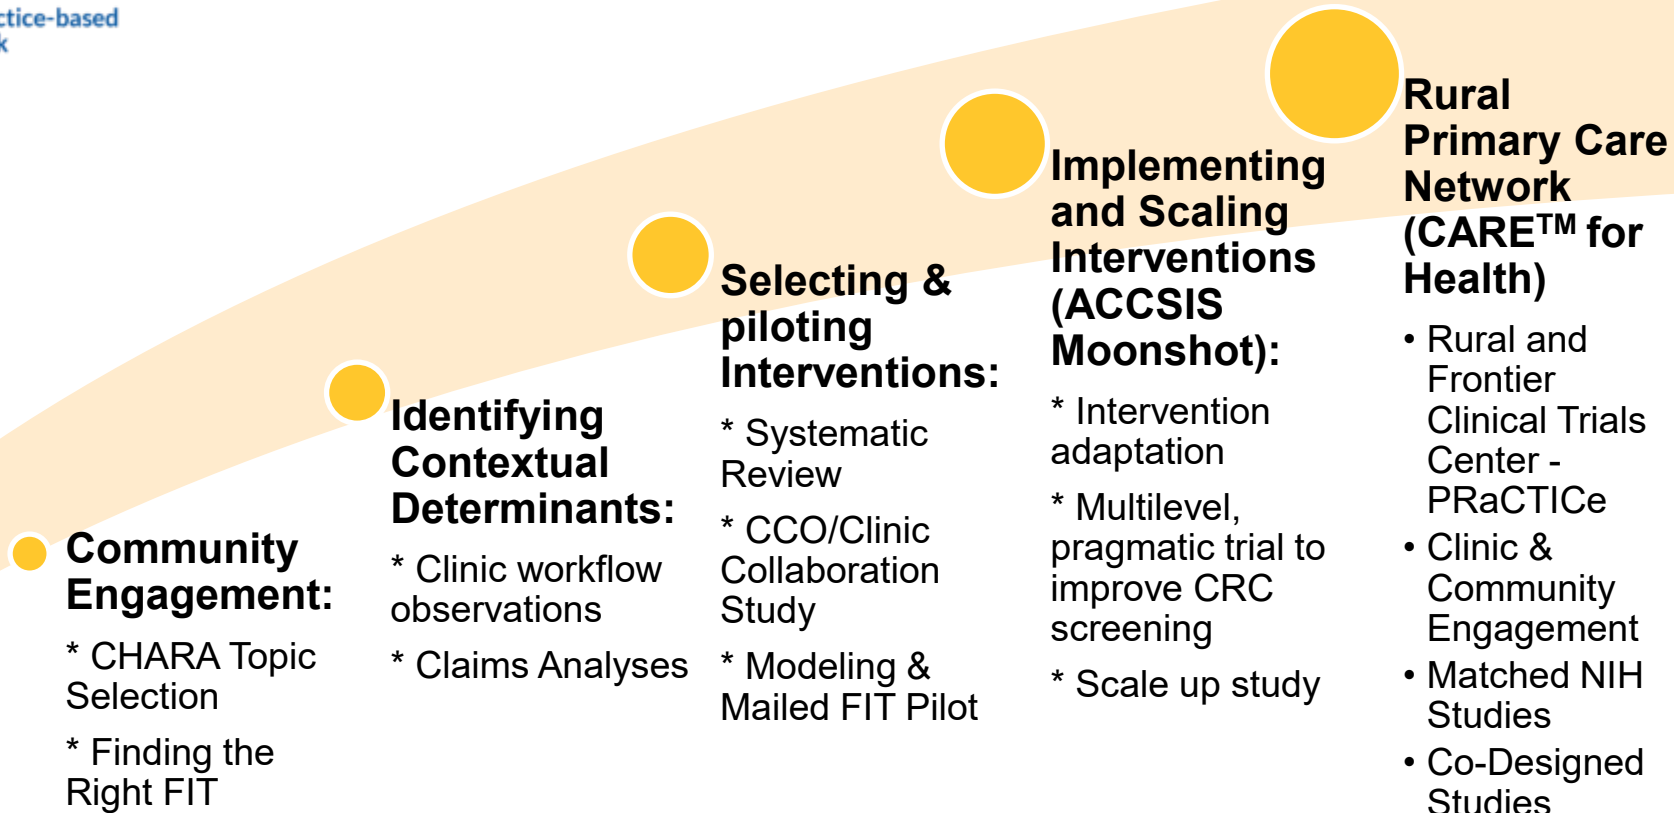 Community
Engagement:
* CHARA Topic
Selection
* Finding the
Right FIT
Identifying
Contextual
Determinants:
* Clinic workflow
observations
* Claims Analyses
Selecting &
piloting
Interventions:
* Systematic
Review
* CCO/Clinic
Collaboration
Study
* Modeling &
Mailed FIT Pilot
Implementing
and Scaling
Interventions
(ACCSIS
Moonshot):
* Intervention
adaptation
* Multilevel,
pragmatic trial to
improve CRC
screening
* Scale up study
Rural
Primary Care
Network
(CARE™ for
Health)
• Rural and
Frontier
Clinical Trials
Center -
PRaCTICe
• Clinic &
Community
Engagement
• Matched NIH
Studies
• Co-Designed
Studies